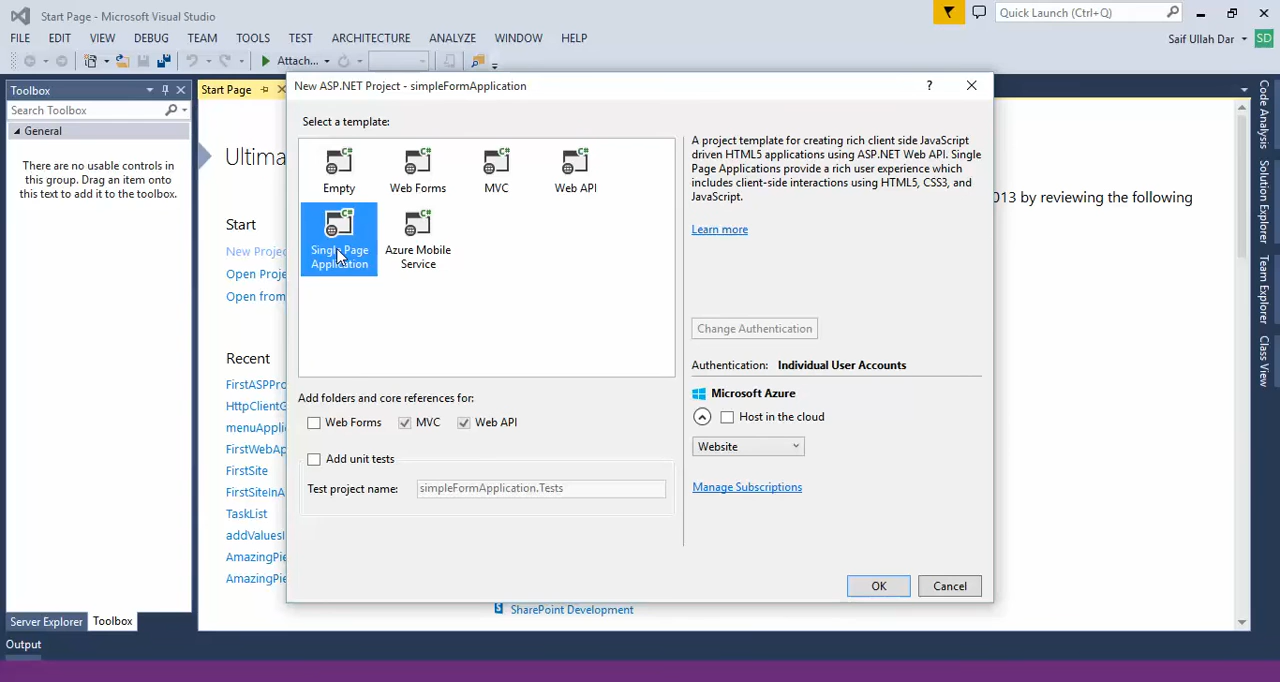 Start Page - Microsoft Visual Studio
Quick Launch (Ctrl+Q)
FILE EDIT VIEW DEBUG TEAM TOOLS TEST ARCHITECTURE ANALYZE WINDOW HELP
Saif Ullah Dar SD
Attach...
Toolbox
Search Toolbox
General
There are no usable controls in
this group. Drag an item onto
this text to add it to the toolbox.
Start Page
Ultima
013 by reviewing the following
Start
New Proje
Open Proje
Open from
Recent
FirstASPPro
HttpClientG
menuApplic
FirstWebAp
FirstSite
FirstSiteInA
TaskList
addValuesI
AmazingPie
AmazingPie
SharePoint Development
New ASP.NET Project - simpleFormApplication
?
Select a template:
C# C# C# C#
Empty Web Forms MVC Web API
C# C#
Single Page
Application
Azure Mobile
Service
A project template for creating rich client side JavaScript
driven HTML5 applications using ASP.NET Web API. Single
Page Applications provide a rich user experience which
includes client-side interactions using HTML5, CSS3, and
JavaScript.
Learn more
Change Authentication
Authentication: Individual User Accounts
Microsoft Azure
Host in the cloud
Website
Manage Subscriptions
Add folders and core references for:
Web Forms MVC Web API
Add unit tests
Test project name: simpleFormApplication.Tests
OK Cancel
Code Analysis
Solution Explorer
Team Explorer
Class View
Server Explorer Toolbox
Output